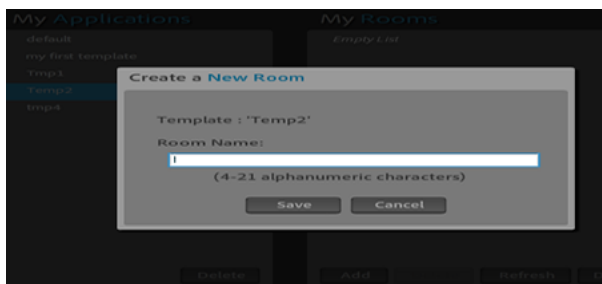 My Applications
My Rooms
default
Empty List
my first template
Tmp1
Temp2
tmp4
Create a New Room
Template : 'Temp2'
Room Name:
(4-21 alphanumeric characters)
Save
Cancel
Delete
Add
Refresh
D